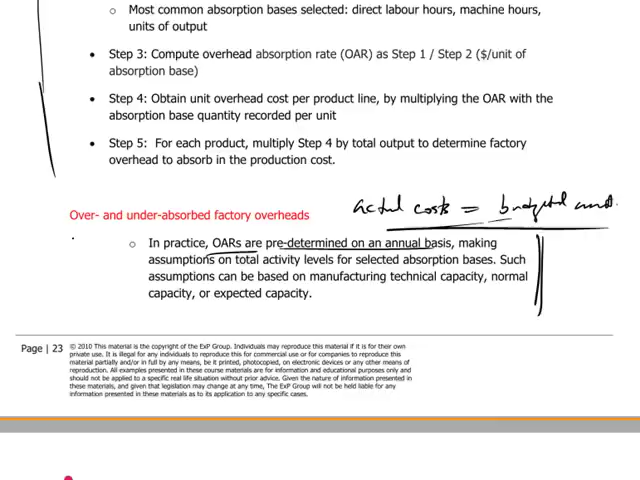 o Most common absorption bases selected: direct labour hours, machine hours,
units of output
• Step 3: Compute overhead absorption rate (OAR) as Step 1 / Step 2 ($/unit of
absorption base)
• Step 4: Obtain unit overhead cost per product line, by multiplying the OAR with the
absorption base quantity recorded per unit
• Step 5: For each product, multiply Step 4 by total output to determine factory
overhead to absorb in the production cost.
actual costs = budgeted
Over- and under-absorbed factory overheads
o In practice, OARs are pre-determined on an annual basis, making
assumptions on total activity levels for selected absorption bases. Such
assumptions can be based on manufacturing technical capacity, normal
capacity, or expected capacity.
Page | 23 © 2010 This material is the copyright of the ExP Group. Individuals may reproduce this material if it is for their own
private use. It is illegal for any individuals to reproduce this for commercial use or for companies to reproduce this
material partially and/or in full by any means, be it printed, photocopied, on electronic devices or any other means of
reproduction. All examples presented in these course materials are for information and educational purposes only and
should not be applied to a specific real life situation without prior advice. Given the nature of information presented in
these materials, and given that legislation may change at any time, The ExP Group will not be held liable for any
information presented in these materials as to its application to any specific cases.